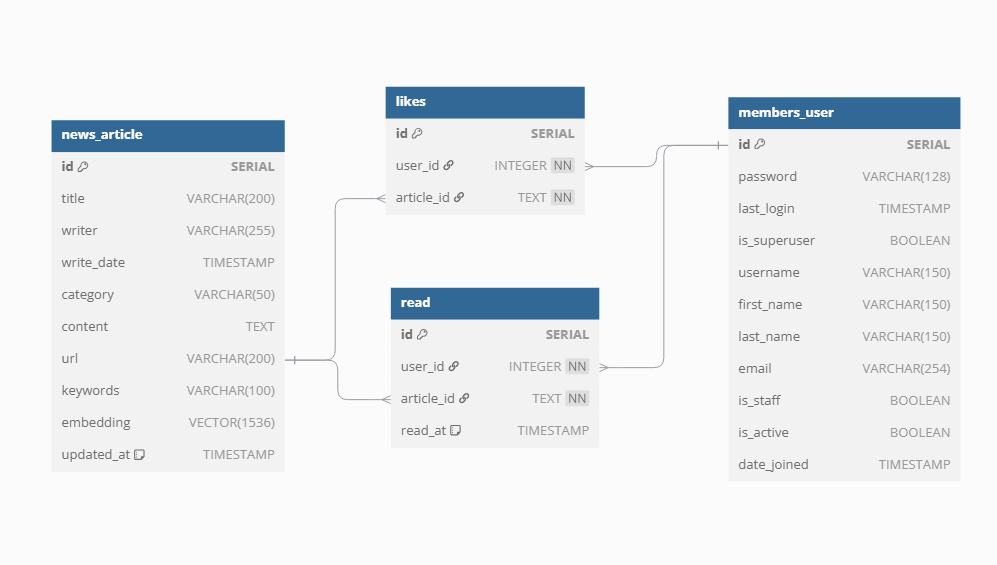 news_article
id SERIAL
title VARCHAR(200)
writer VARCHAR(255)
write_date TIMESTAMP
category VARCHAR(50)
content TEXT
url VARCHAR(200)
keywords VARCHAR(100)
embedding VECTOR(1536)
updated_at TIMESTAMP
likes
id SERIAL
user_id INTEGER NN
article_id TEXT NN
read
id SERIAL
user_id INTEGER NN
article_id TEXT NN
read_at TIMESTAMP
members_user
id SERIAL
password VARCHAR(128)
last_login TIMESTAMP
is_superuser BOOLEAN
username VARCHAR(150)
first_name VARCHAR(150)
last_name VARCHAR(150)
email VARCHAR(254)
is_staff BOOLEAN
is_active BOOLEAN
date_joined TIMESTAMP